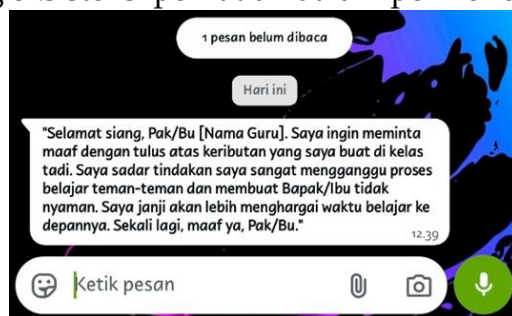 1 pesan belum dibaca
Hari ini
"Selamat siang, Pak/Bu [Nama Guru]. Saya ingin meminta
maaf dengan tulus atas keributan yang saya buat di kelas
tadi. Saya sadar tindakan saya sangat mengganggu proses
belajar teman-teman dan membuat Bapak/Ibu tidak
nyaman. Saya janji akan lebih menghargai waktu belajar ke
depannya. Sekali lagi, maaf ya, Pak/Bu."
12.39
Ketik pesan